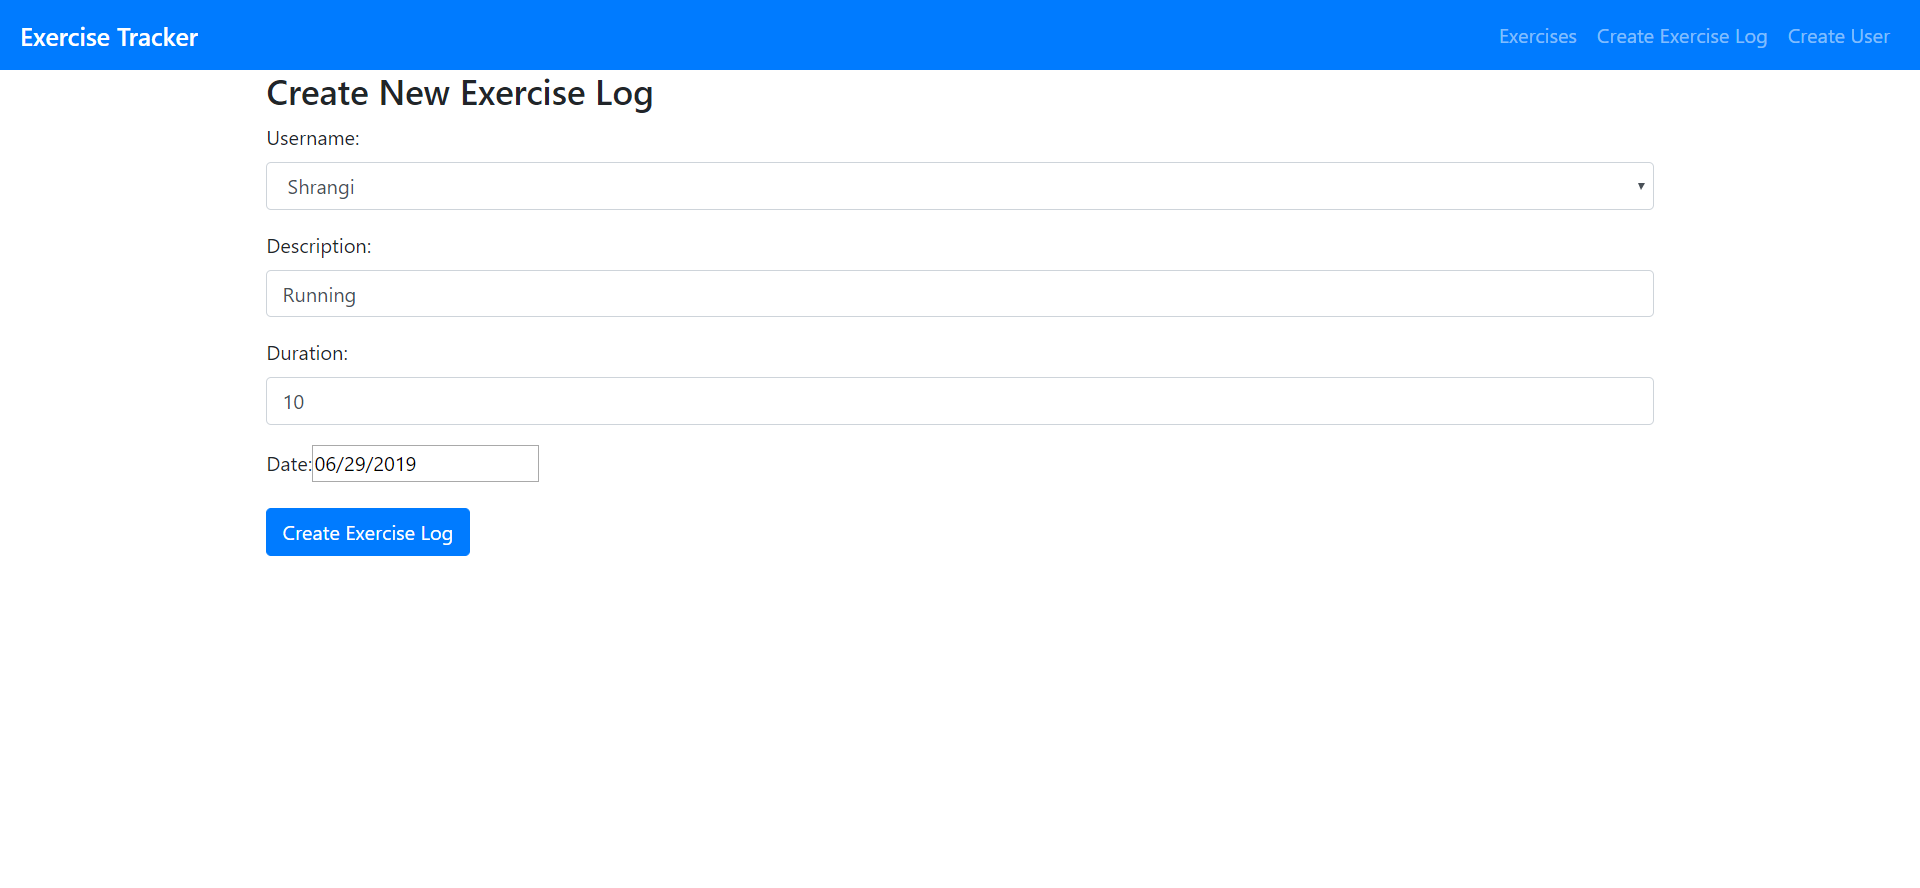 Exercise Tracker Exercises Create Exercise Log Create User
Create New Exercise Log
Username:
Shrangi
Description:
Running
Duration:
10
Date:06/29/2019
Create Exercise Log